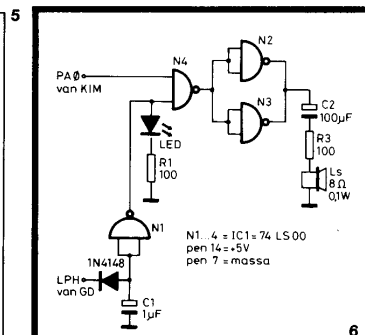 5
N2
N4
PAØ
van KIM
N3
C2
100µF
LED
R3
100
R1
100
Ls
8Ω
0,1W
N1
N1...4 = IC1 = 74 LS 00
pen 14 = +5V
pen 7 = massa
1N4148
LPH
van GD
C1
1µF
6